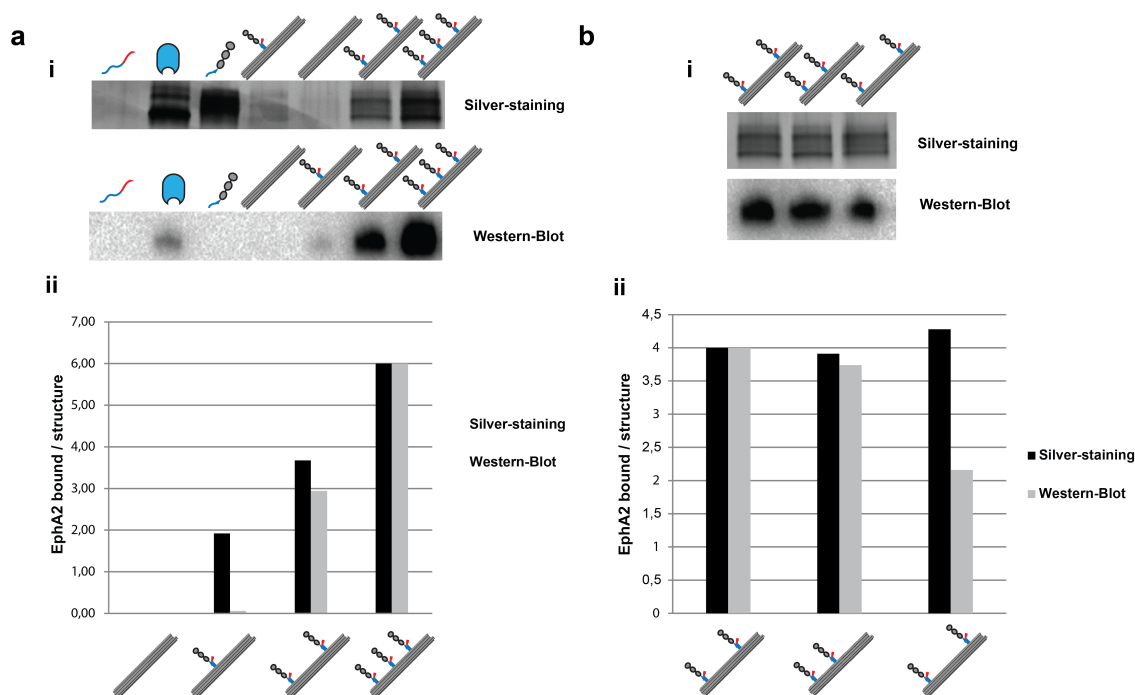 a
i
Silver-staining
Western-Blot
ii
7,00
6,00
5,00
4,00
3,00
2,00
1,00
0,00
EphA2 bound / structure
Silver-staining
Western-Blot
b
i
Silver-staining
Western-Blot
ii
4,5
4
3,5
3
2,5
2
1,5
1
0,5
0
EphA2 bound / structure
Silver-staining
Western-Blot